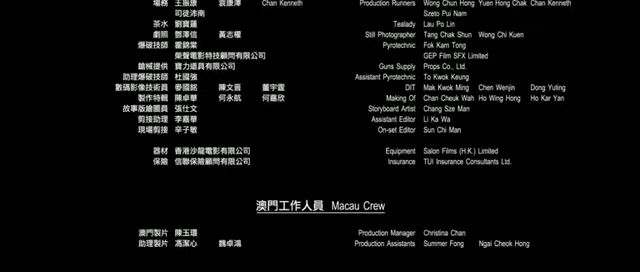 場務 王振康 袁康澤 Chan Kenneth Production Runners Wong Chun Hong Yuen Hong Chak Chan Kenneth
司徒沛南 Szeto Pui Nam
茶水 劉寶蓮 Tealady Lau Po Lin
劇照 鄧澤信 黃志權 Still Photographer Tang Chak Shun Wong Chi Kuen
爆破技師 霍錦棠 Pyrotechnic Fok Kam Tong
榮聲電影特技顧問有限公司 GEP Film SFX Limited
鎗械提供 寶力道具有限公司 Guns Supply Props Co., Ltd.
助理爆破技師 杜國強 Assistant Pyrotechnic To Kwok Keung
數碼影像技術員 麥國銘 陳文晋 董宇霆 DIT Mak Kwok Ming Chen Wenjin Dong Yuting
製作特輯 陳卓華 何永航 何嘉欣 Making Of Chan Cheuk Wah Ho Wing Hong Ho Kar Yan
故事版繪圖員 張仕文 Storyboard Artist Chang Sze Man
剪接助理 李嘉華 Assistant Editor Li Ka Wa
現場剪接 辛子敏 On-set Editor Sun Chi Man
器材 香港沙龍電影有限公司 Equipment Salon Films (H.K.) Limited
保險 信聯保險顧問有限公司 Insurance TUI Insurance Consultants Ltd.
澳門工作人員 Macau Crew
澳門製片 陳玉環 Production Manager Christina Chan
助理製片 馮潔心 魏卓鴻 Production Assistants Summer Fong Ngai Cheok Hong